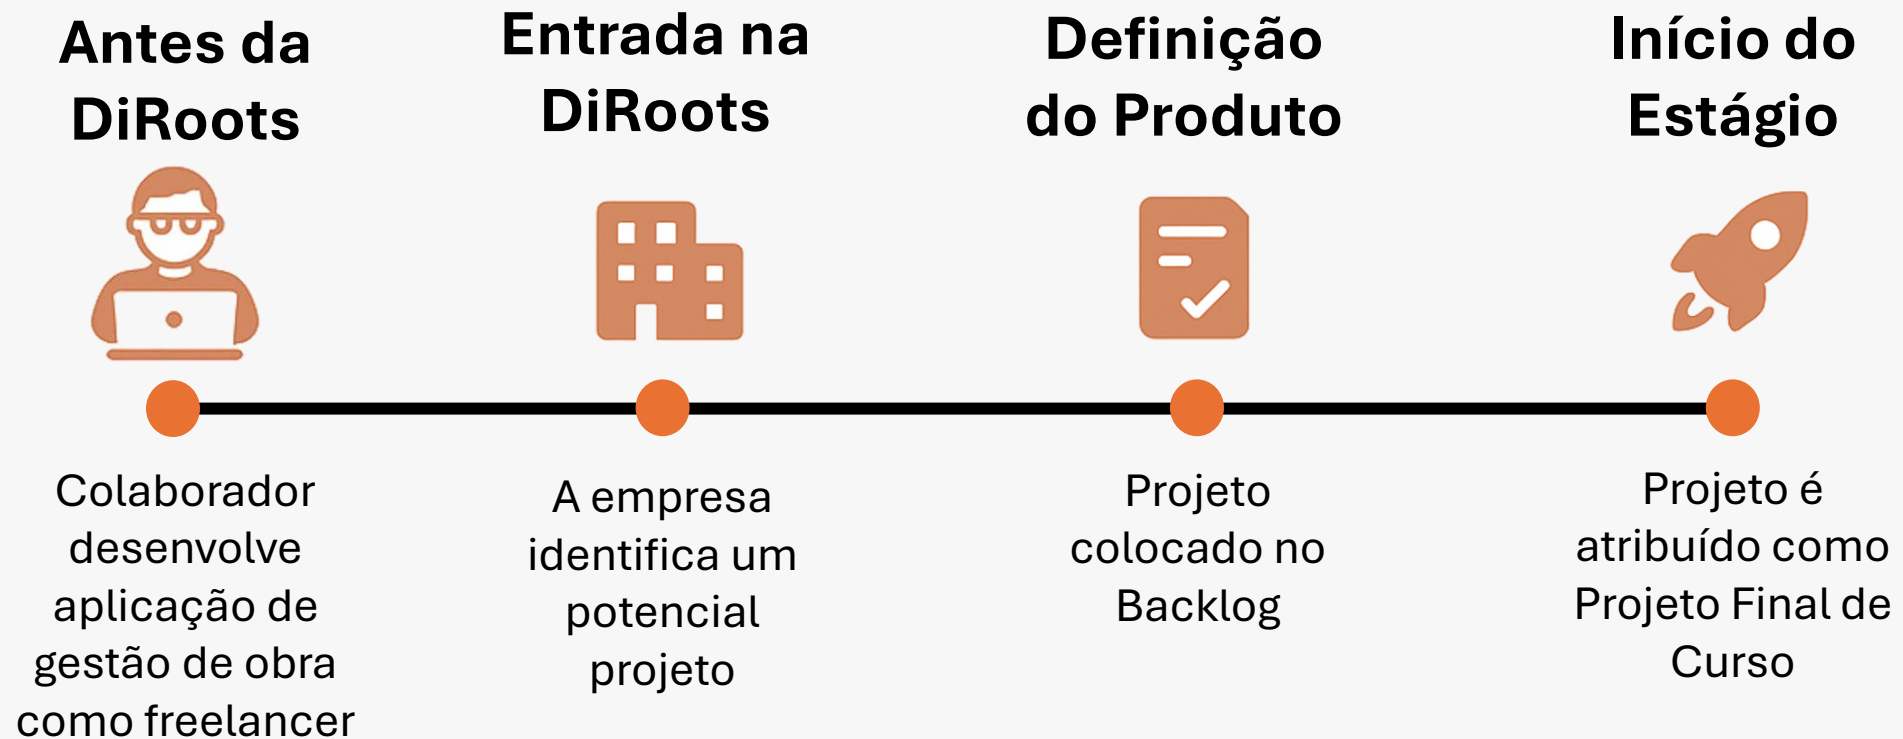 Antes da
DiRoots
Entrada na
DiRoots
Definição
do Produto
Início do
Estágio
Colaborador
desenvolve
aplicação de
gestão de obra
como freelancer
A empresa
identifica um
potencial
projeto
Projeto
colocado no
Backlog
Projeto é
atribuído como
Projeto Final de
Curso